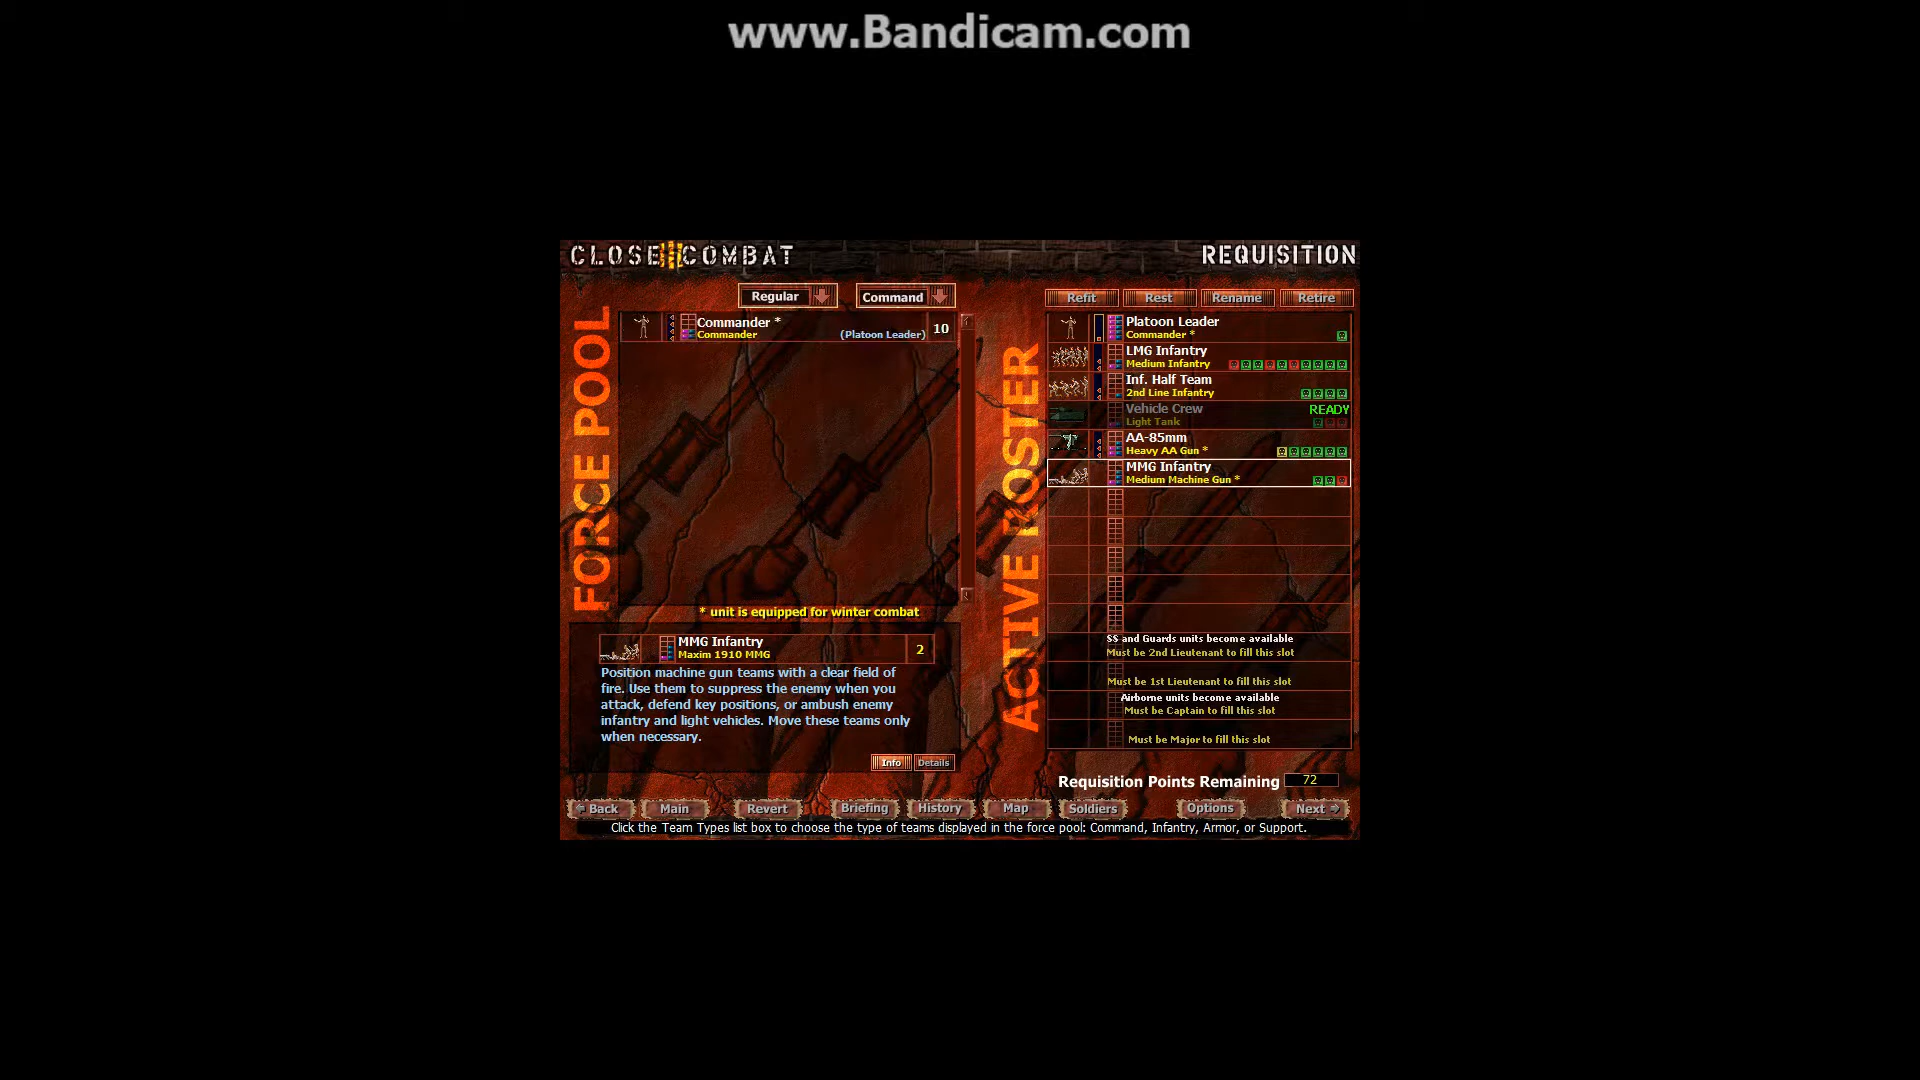 www.Bandicam.com
CLOSE COMBAT
REQUISITION
Regular
Command
Refit
Rest
Rename
Retire
FORCE POOL
Commander *
Commander
(Platoon Leader)
10
* unit is equipped for winter combat
MMG Infantry
Maxim 1910 MMG
2
Position machine gun teams with a clear field of
fire. Use them to suppress the enemy when you
attack, defend key positions, or ambush enemy
infantry and light vehicles. Move these teams only
when necessary.
Info
Details
ACTIVE ROSTER
Platoon Leader
Commander *
LMG Infantry
Medium Infantry
Inf. Half Team
2nd Line Infantry
Vehicle Crew
READY
Light Tank
AA-85mm
Heavy AA Gun *
MMG Infantry
Medium Machine Gun *
SS and Guards units become available
Must be 2nd Lieutenant to fill this slot
Must be 1st Lieutenant to fill this slot
Airborne units become available
Must be Captain to fill this slot
Must be Major to fill this slot
Requisition Points Remaining
72
Back
Main
Revert
Briefing
History
Map
Soldiers
Options
Next
Click the Team Types list box to choose the type of teams displayed in the force pool: Command, Infantry, Armor, or Support.